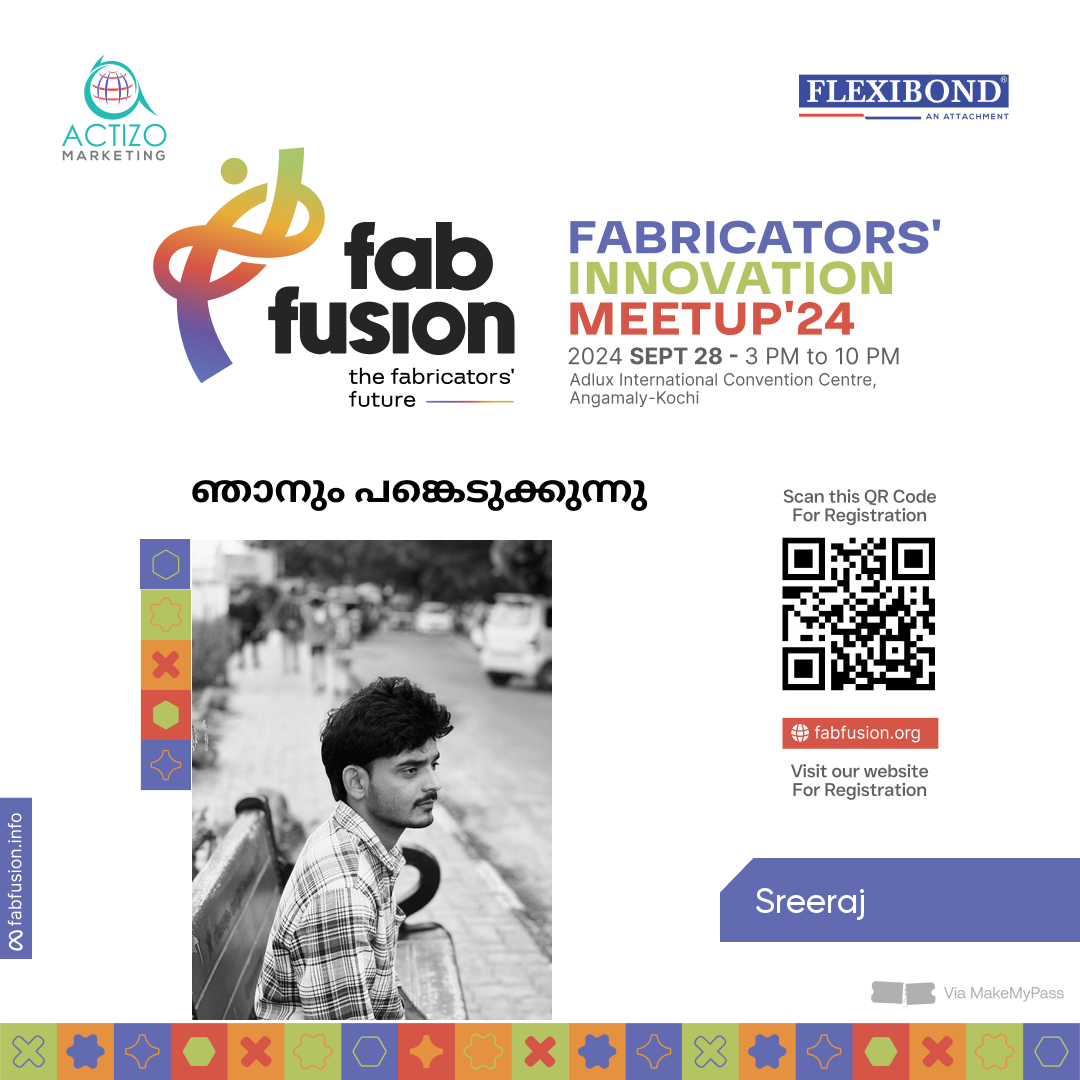 ACTIZO
MARKETING
FLEXIBOND®
AN ATTACHMENT
fab
fusion
the fabricators'
future
FABRICATORS'
INNOVATION
MEETUP'24
2024 SEPT 28 - 3 PM to 10 PM
Adlux International Convention Centre,
Angamaly-Kochi
ഞാനും പങ്കെടുക്കുന്നു
Scan this QR Code
For Registration
fabfusion.org
Visit our website
For Registration
fabfusion.info
Sreeraj
Via MakeMyPass